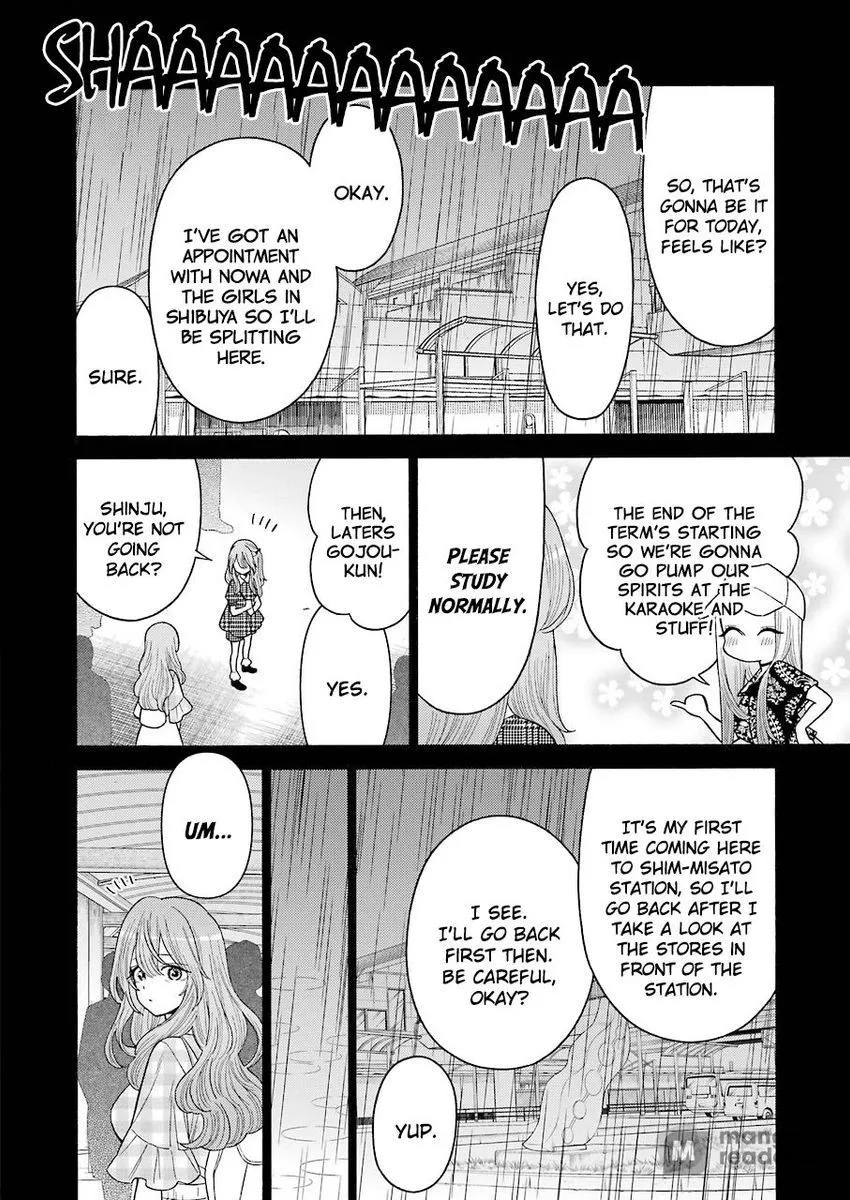 SHAAAAAAAAAAAA
SO, THAT'S
GONNA BE IT
FOR TODAY,
FEELS LIKE?
YES,
LET'S DO
THAT.
OKAY.
I'VE GOT AN
APPOINTMENT
WITH NOWA AND
THE GIRLS IN
SHIBUYA SO I'LL
BE SPLITTING
HERE.
SURE.
THE END OF THE
TERM'S STARTING
SO WE'RE GONNA
GO PUMP OUR
SPIRITS AT THE
KARAOKE AND
STUFF!
PLEASE
STUDY
NORMALLY.
THEN,
LATERS
GOJOU-
KUN!
YES.
SHINJU,
YOU'RE NOT
GOING
BACK?
IT'S MY FIRST
TIME COMING HERE
TO SHIM-MISATO
STATION, SO I'LL
GO BACK AFTER I
TAKE A LOOK AT
THE STORES IN
FRONT OF THE
STATION.
I SEE.
I'LL GO BACK
FIRST THEN.
BE CAREFUL,
OKAY?
YUP.
UM...
M